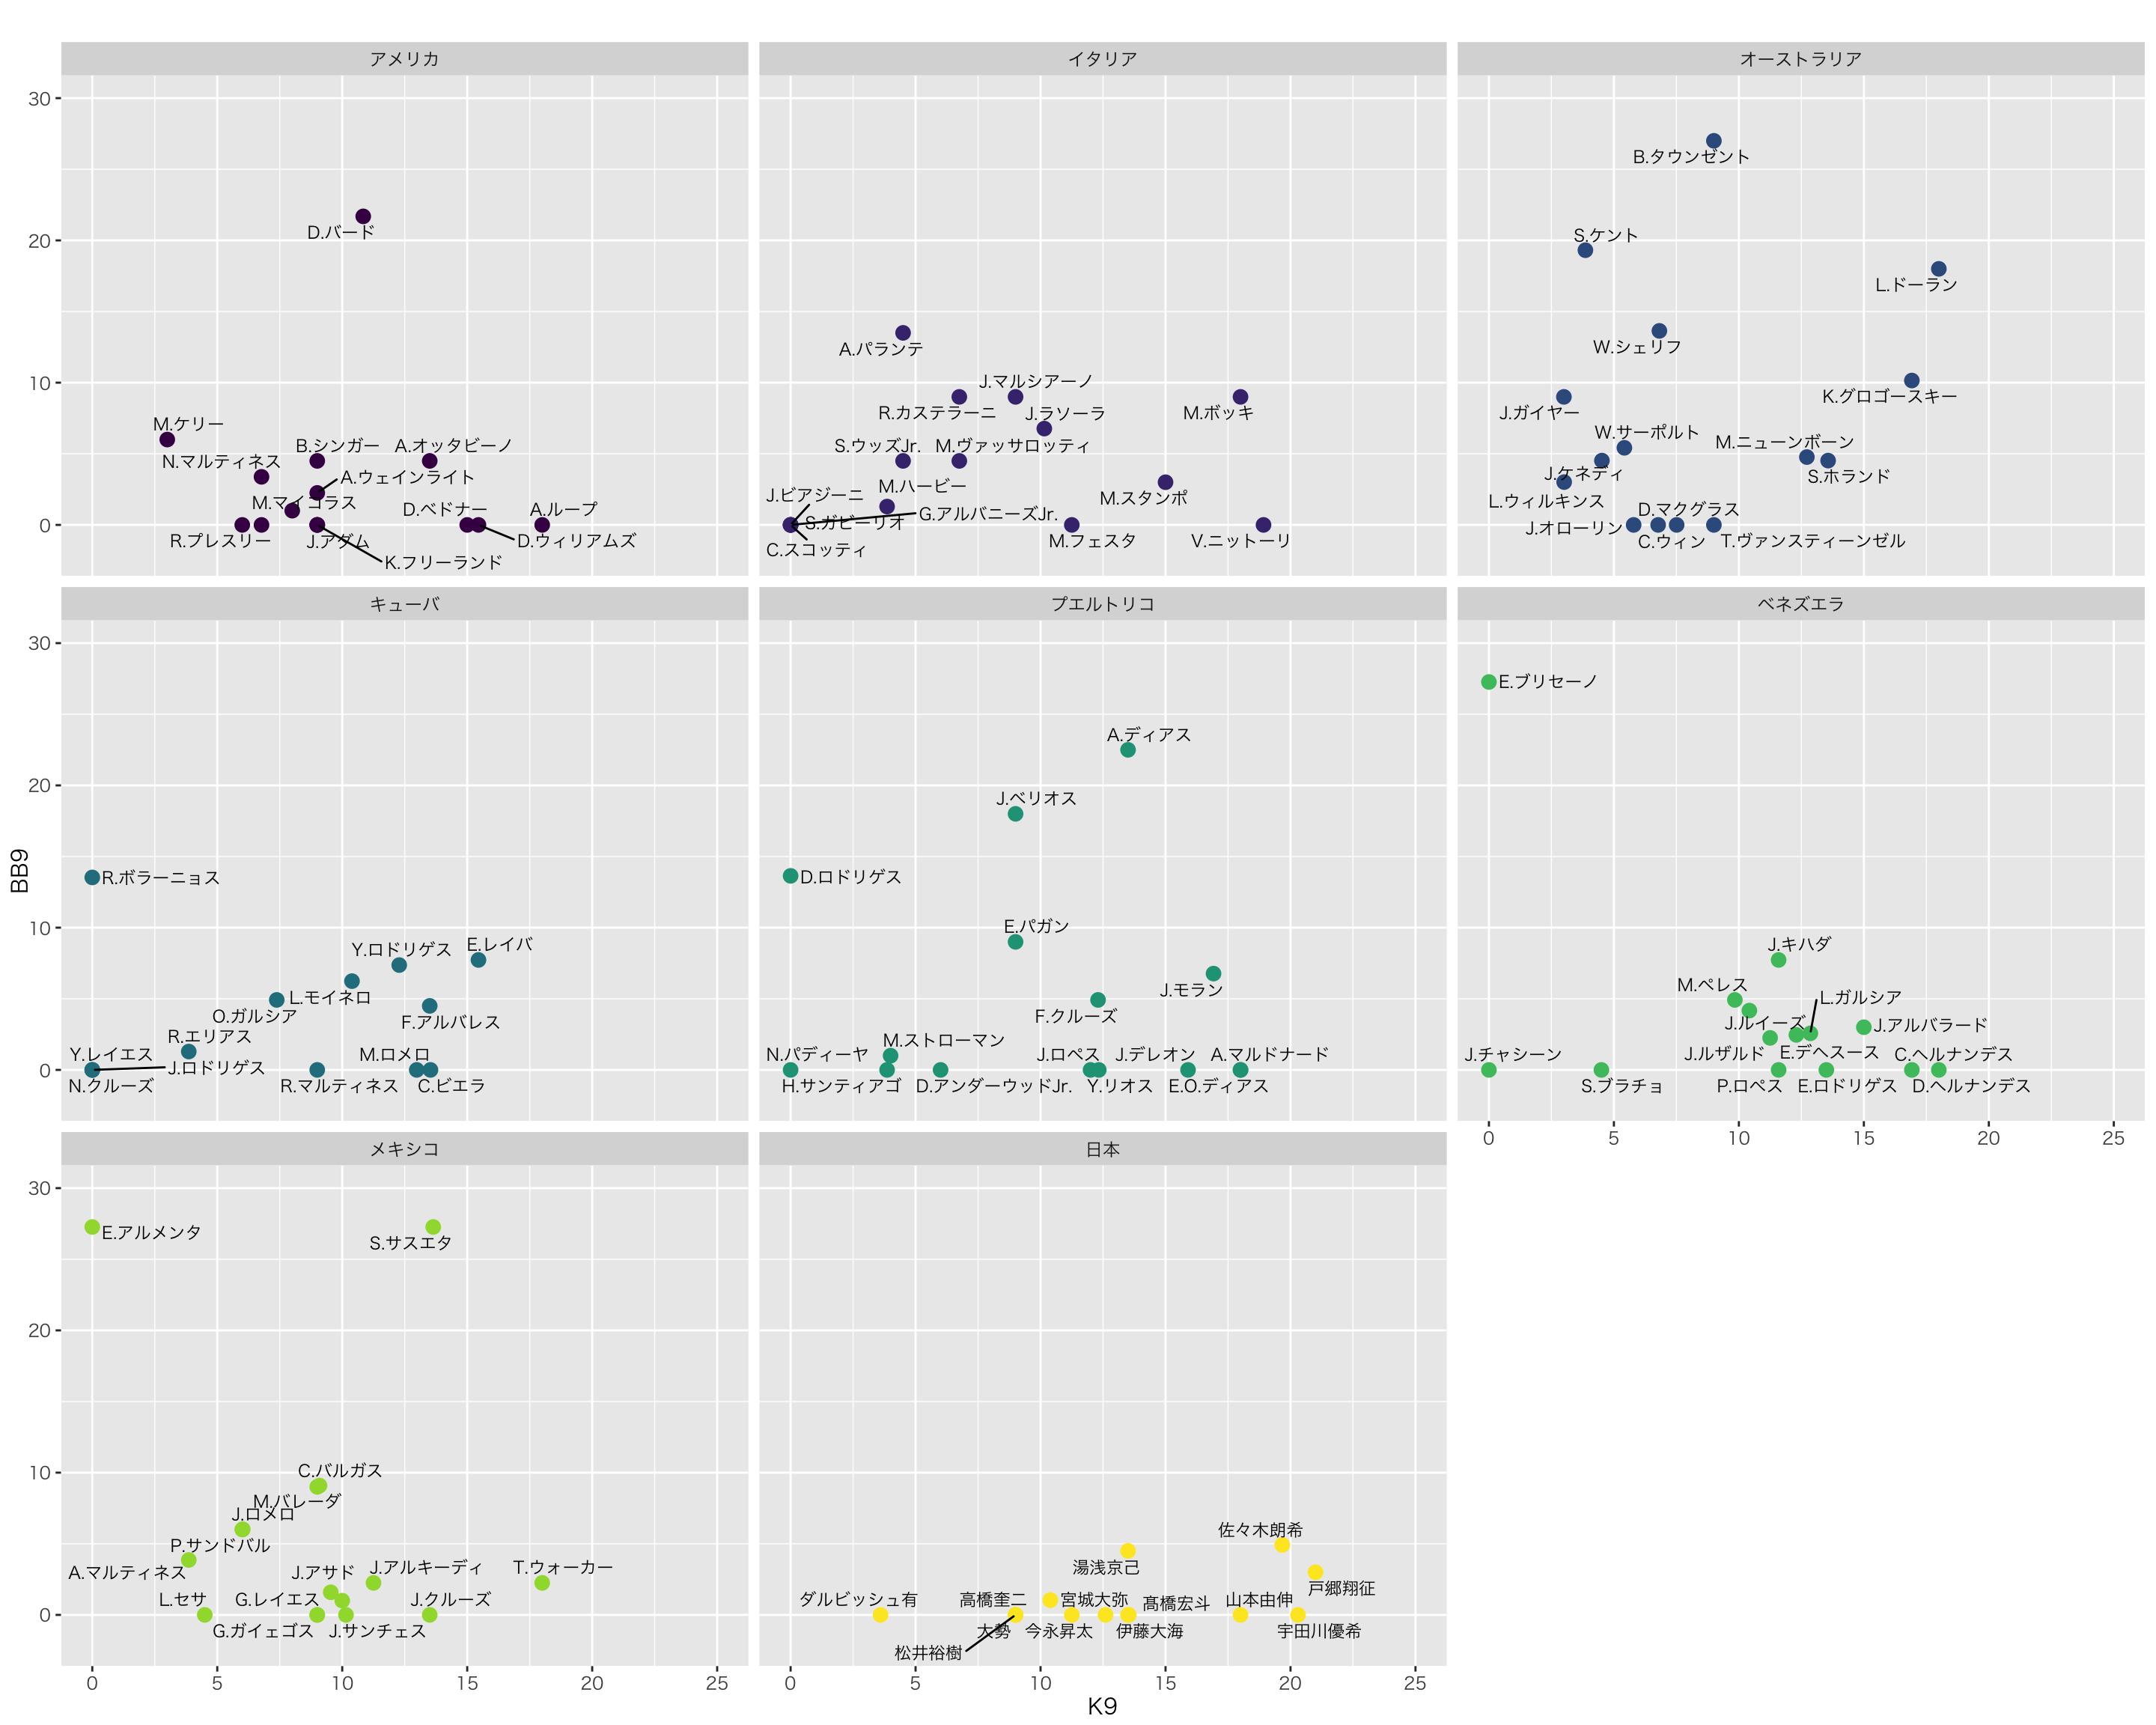 アメリカ
イタリア
オーストラリア
30
20
10
0
D.バード
M.ケリー
B.シンガー
A.オッタビーノ
N.マルティネス
A.ウェインライト
M.マイコラス
D.ベドナー
A.ループ
R.プレスリー
J.アダム
D.ウィリアムズ
K.フリーランド
A.パランテ
J.マルシアーノ
R.カステラーニ
J.ラソーラ
M.ボッキ
S.ウッズJr.
M.ヴァッサロッティ
M.ハービー
J.ビアジーニ
M.スタンポ
S.ガビーリオ
G.アルバニーズJr.
C.スコッティ
M.フェスタ
V.ニットーリ
B.タウンゼント
S.ケント
L.ドーラン
W.シェリフ
K.グロゴースキー
J.ガイヤー
W.サーポルト
M.ニューンボーン
J.ケネディ
S.ホランド
L.ウィルキンス
D.マクグラス
J.オローリン
C.ウィン
T.ヴァンスティーンゼル
キューバ
プエルトリコ
ベネズエラ
30
20
10
0
BB9
R.ボラーニョス
E.レイバ
Y.ロドリゲス
L.モイネロ
O.ガルシア
F.アルバレス
R.エリアス
Y.レイエス
M.ロメロ
J.ロドリゲス
N.クルーズ
R.マルティネス
C.ビエラ
A.ディアス
J.ベリオス
D.ロドリゲス
E.パガン
J.モラン
F.クルーズ
M.ストローマン
N.パディーヤ
J.ロペス
J.デレオン
A.マルドナード
H.サンティアゴ
D.アンダーウッドJr.
Y.リオス
E.O.ディアス
E.ブリセーノ
J.キハダ
M.ペレス
L.ガルシア
J.ルイーズ
J.アルバラード
J.チャシーン
J.ルザルド
E.デヘスース
C.ヘルナンデス
S.ブラチョ
P.ロペス
E.ロドリゲス
D.ヘルナンデス
0 5 10 15 20 25
メキシコ
日本
30
20
10
0
E.アルメンタ
S.サスエタ
C.バルガス
M.バレーダ
J.ロメロ
P.サンドバル
A.マルティネス
J.アサド
J.アルキーディ
T.ウォーカー
L.セサ
G.レイエス
J.クルーズ
G.ガイェゴス
J.サンチェス
佐々木朗希
湯浅京己
戸郷翔征
ダルビッシュ有
高橋奎二
宮城大弥
髙橋宏斗
山本由伸
大勢
今永昇太
伊藤大海
宇田川優希
松井裕樹
0 5 10 15 20 25
0 5 10 15 20 25
K9